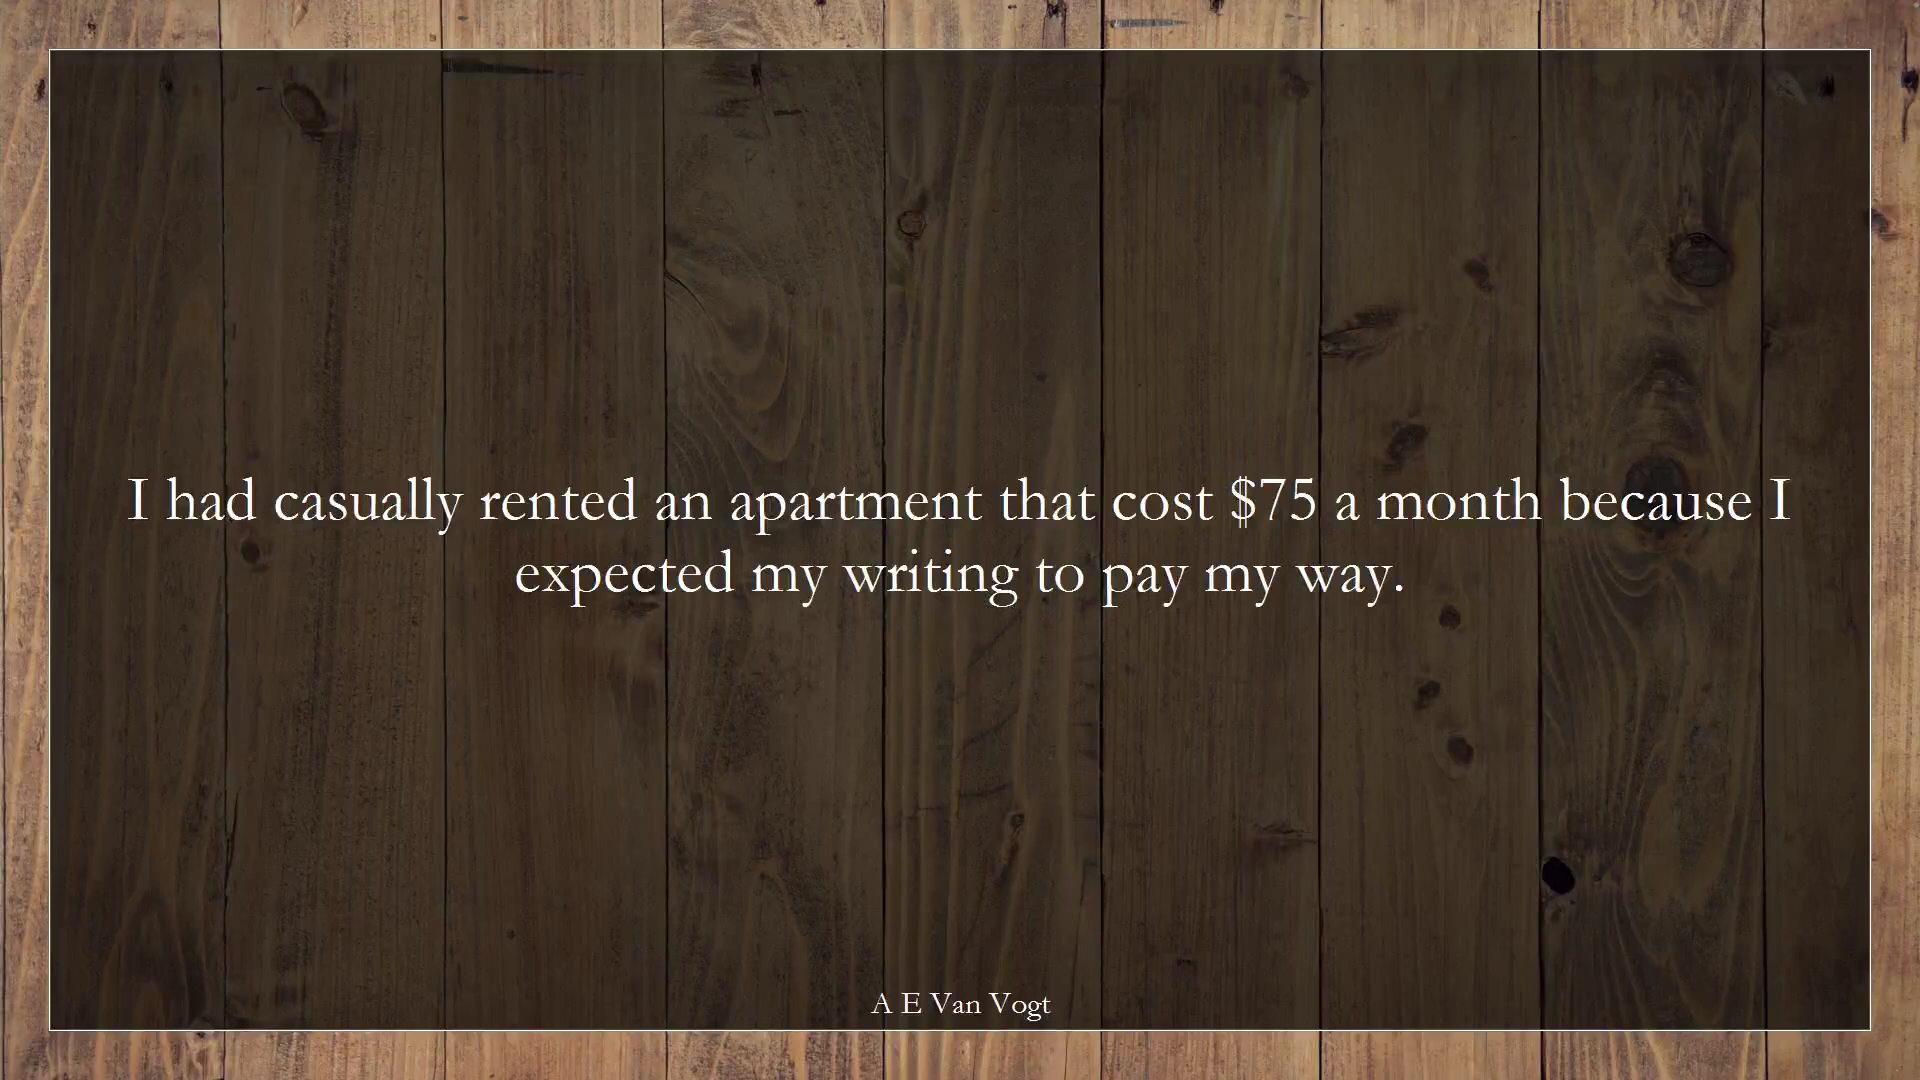 I had casually rented an apartment that cost $75 a month because I
expected my writing to pay my way.
A E Van Vogt